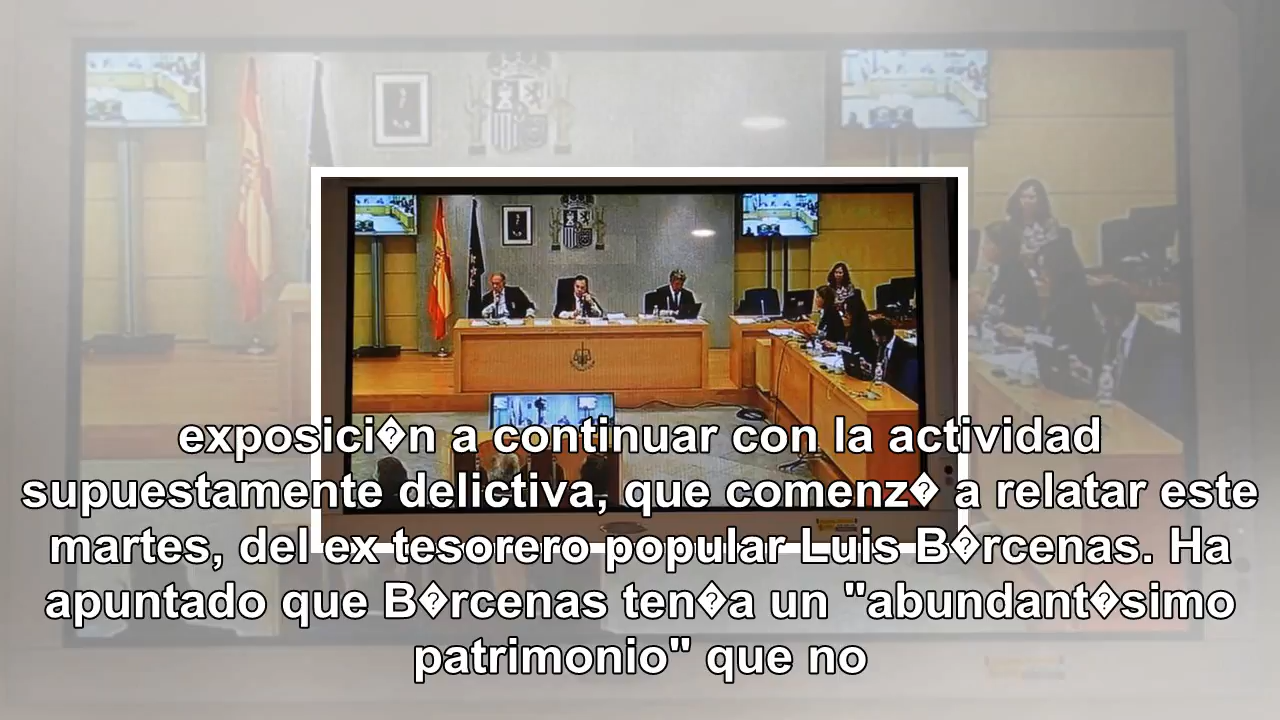 exposici�n a continuar con la actividad
supuestamente delictiva, que comenz� a relatar este
martes, del ex tesorero popular Luis B�rcenas. Ha
apuntado que B�rcenas ten�a un "abundant�simo
patrimonio" que no